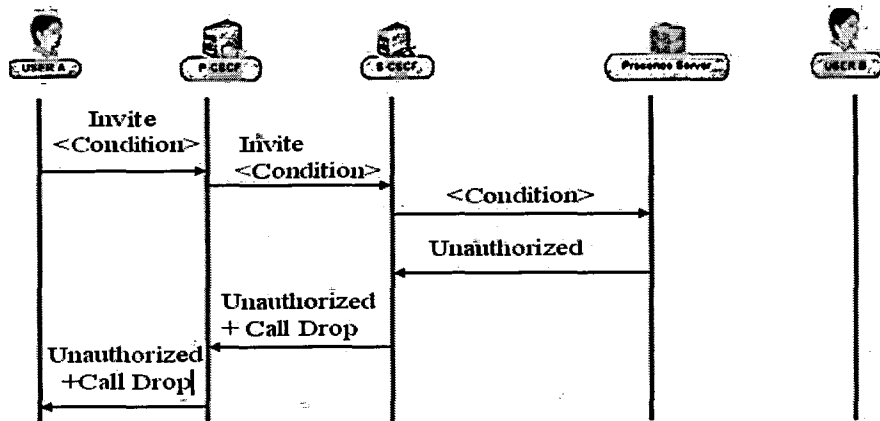 USER A
P-CSCF
S-CSCF
Presence Server
USER B
Invite
<Condition>
Invite
<Condition>
<Condition>
Unauthorized
Unauthorized
+ Call Drop
Unauthorized
+Call Drop